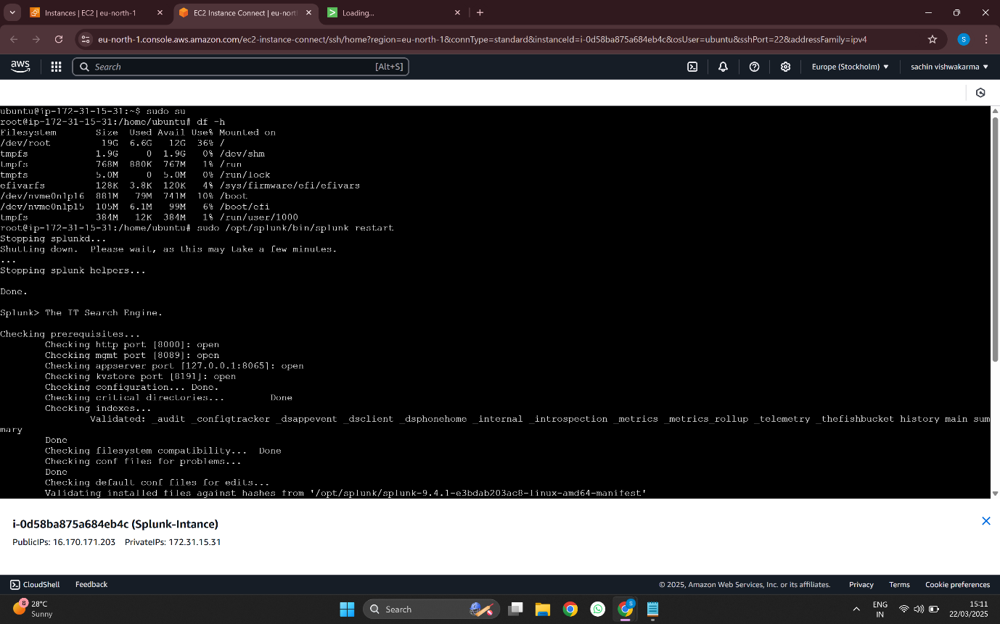 Instances | EC2 | eu-north-1
EC2 Instance Connect | eu-nort
Loading...
eu-north-1.console.aws.amazon.com/ec2-instance-connect/ssh/home?region=eu-north-1&connType=standard&instanceId=i-0d58ba875a684eb4c&osUser=ubuntu&sshPort=22&addressFamily=ipv4
S
aws
Search
[Alt+S]
Europe (Stockholm) ▼
sachin vishwakarma ▼
ubuntu@ip-172-31-15-31:~$ sudo su
root@ip-172-31-15-31:/home/ubuntu# df -h
Filesystem Size Used Avail Use% Mounted on
/dev/root 19G 6.6G 12G 36% /
tmpfs 1.9G 0 1.9G 0% /dev/shm
tmpfs 768M 880K 767M 1% /run
tmpfs 5.0M 0 5.0M 0% /run/lock
efivarfs 128K 3.8K 120K 4% /sys/firmware/efi/efivars
/dev/nvme0n1p16 881M 79M 741M 10% /boot
/dev/nvme0n1p15 105M 6.1M 99M 6% /boot/efi
tmpfs 384M 12K 384M 1% /run/user/1000
root@ip-172-31-15-31:/home/ubuntu# sudo /opt/splunk/bin/splunk restart
Stopping splunkd...
Shutting down. Please wait, as this may take a few minutes.
...
Stopping splunk helpers...
Done.
Splunk> The IT Search Engine.
Checking prerequisites...
Checking http port [8000]: open
Checking mgmt port [8089]: open
Checking appserver port [127.0.0.1:8065]: open
Checking kvstore port [8191]: open
Checking configuration... Done.
Checking critical directories... Done
Checking indexes...
Validated: _audit _configtracker _dsappevent _dsclient _dsphonehome _internal _introspection _metrics _metrics_rollup _telemetry _thefishbucket history main sum
mary
Done
Checking filesystem compatibility... Done
Checking conf files for problems...
Done
Checking default conf files for edits...
Validating installed files against hashes from '/opt/splunk/splunk-9.4.1-e3bdab203ac8-linux-amd64-manifest'
i-0d58ba875a684eb4c (Splunk-Intance)
PublicIPs: 16.170.171.203 PrivateIPs: 172.31.15.31
CloudShell
Feedback
© 2025, Amazon Web Services, Inc. or its affiliates.
Privacy
Terms
Cookie preferences
8
28°C
Sunny
Search
S
ENG
IN
15:11
22/03/2025